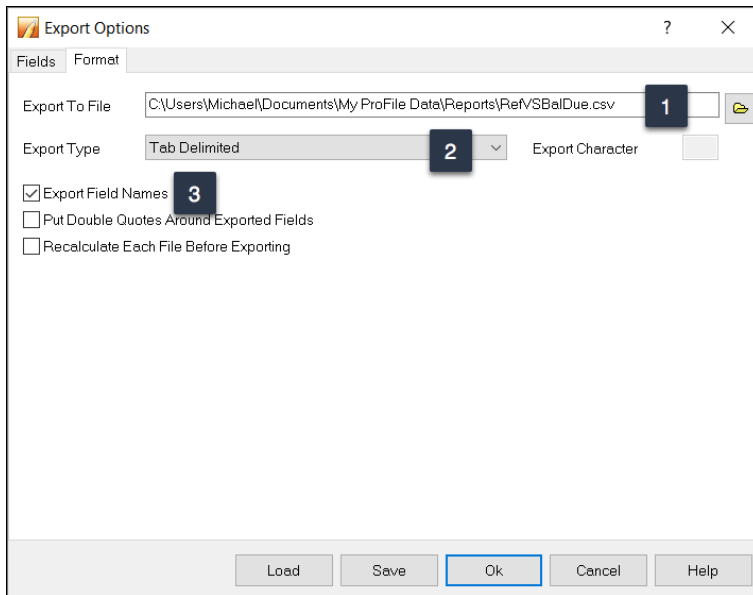 Export Options ?
Fields Format
Export To File C:\Users\Michael\Documents\My ProFile Data\Reports\RefVSBalDue.csv 1
Export Type Tab Delimited 2 Export Character
Export Field Names 3
Put Double Quotes Around Exported Fields
Recalculate Each File Before Exporting
Load Save Ok Cancel Help